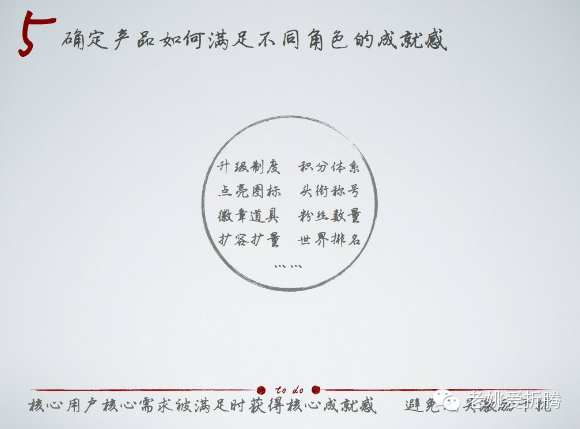 5 确定产品如何满足不同角色的成就感
升级制度 积分体系
点亮图标 头衔称号
徽章道具 粉丝数量
扩容扩量 世界排名
……
to do
核心用户核心需求被满足时获得核心成就感 避免
老姚爱折腾